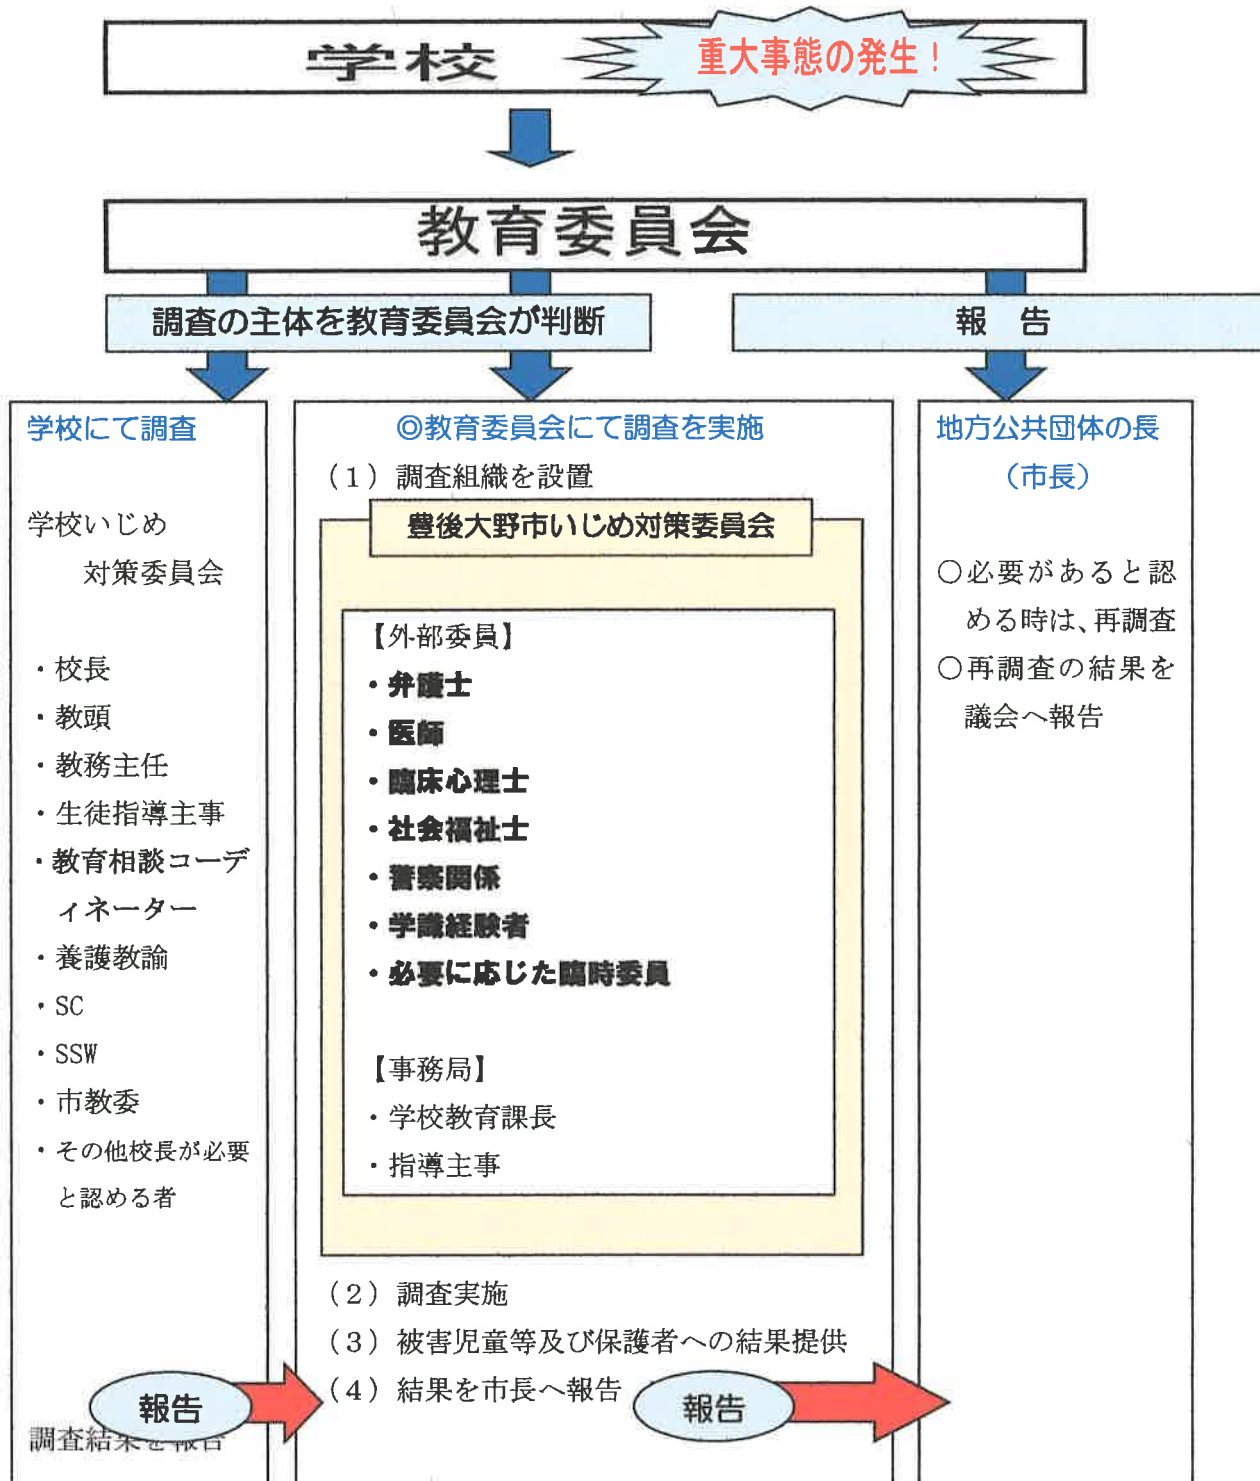 学校
重大事態の発生！
教育委員会
調査の主体を教育委員会が判断
報　告
学校にて調査
学校いじめ
対策委員会
・校長
・教頭
・教務主任
・生徒指導主事
・教育相談コーデ
ィネーター
・養護教諭
・SC
・SSW
・市教委
・その他校長が必要
と認める者
調査結果を報告
報告
◎教育委員会にて調査を実施
（１）調査組織を設置
豊後大野市いじめ対策委員会
【外部委員】
・弁護士
・医師
・臨床心理士
・社会福祉士
・警察関係
・学識経験者
・必要に応じた臨時委員
【事務局】
・学校教育課長
・指導主事
（２）調査実施
（３）被害児童等及び保護者への結果提供
（４）結果を市長へ報告
報告
地方公共団体の長
（市長）
○必要があると認
める時は、再調査
○再調査の結果を
議会へ報告